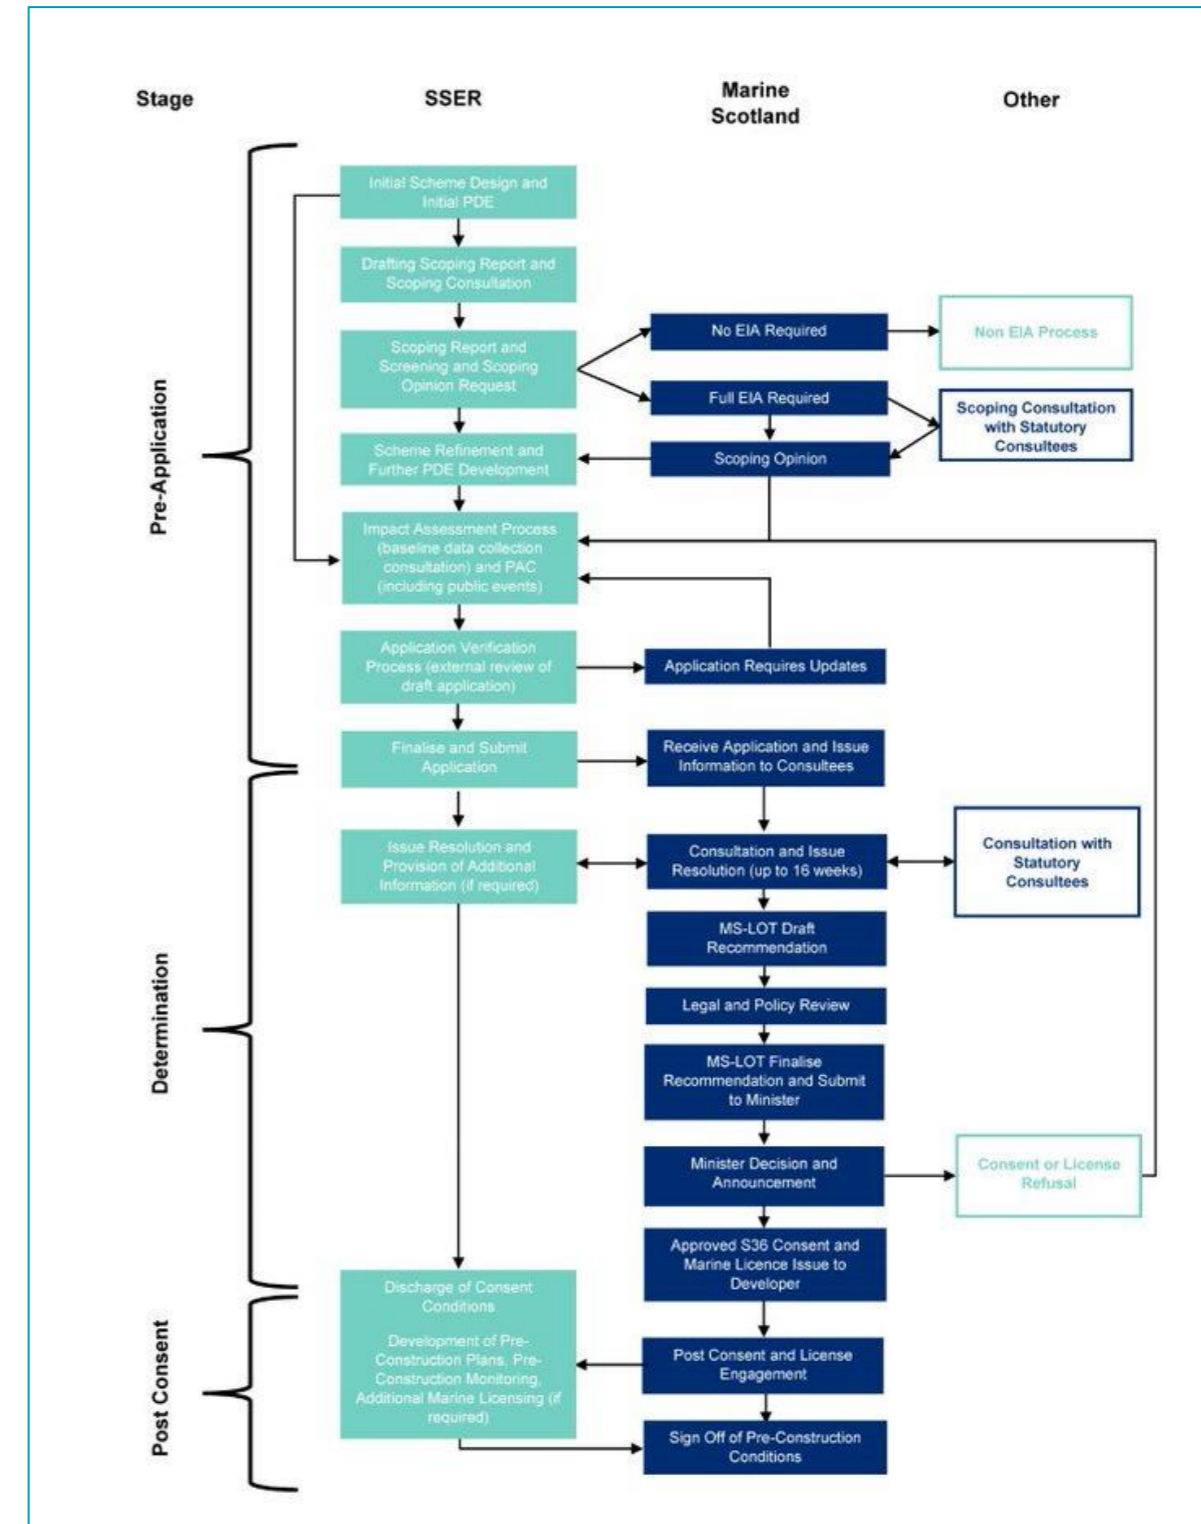 Stage
SSER
Marine
Scotland
Other
Pre-Application
Initial Scheme Design and
Initial PDE
Drafting Scoping Report and
Scoping Consultation
Scoping Report and
Screening and Scoping
Opinion Request
No EIA Required
Non EIA Process
Full EIA Required
Scoping Consultation
with Statutory
Consultees
Scheme Refinement and
Further PDE Development
Scoping Opinion
Impact Assessment Process
(baseline data collection
consultation) and PAC
(including public events)
Application Verification
Process (external review of
draft application)
Application Requires Updates
Finalise and Submit
Application
Receive Application and Issue
Information to Consultees
Determination
Issue Resolution and
Provision of Additional
Information (if required)
Consultation and Issue
Resolution (up to 16 weeks)
Consultation with
Statutory
Consultees
MS-LOT Draft
Recommendation
Legal and Policy Review
MS-LOT Finalise
Recommendation and Submit
to Minister
Minister Decision and
Announcement
Consent or License
Refusal
Approved S36 Consent and
Marine Licence Issue to
Developer
Post Consent
Discharge of Consent
Conditions
Development of Pre-
Construction Plans, Pre-
Construction Monitoring,
Additional Marine Licensing (if
required)
Post Consent and License
Engagement
Sign Off of Pre-Construction
Conditions